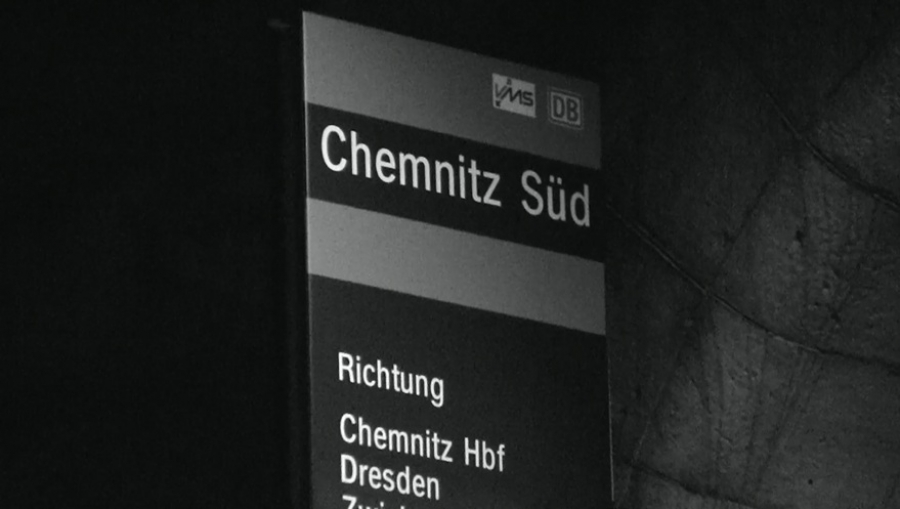 VMS DB
Chemnitz Süd
Richtung
Chemnitz Hbf
Dresden